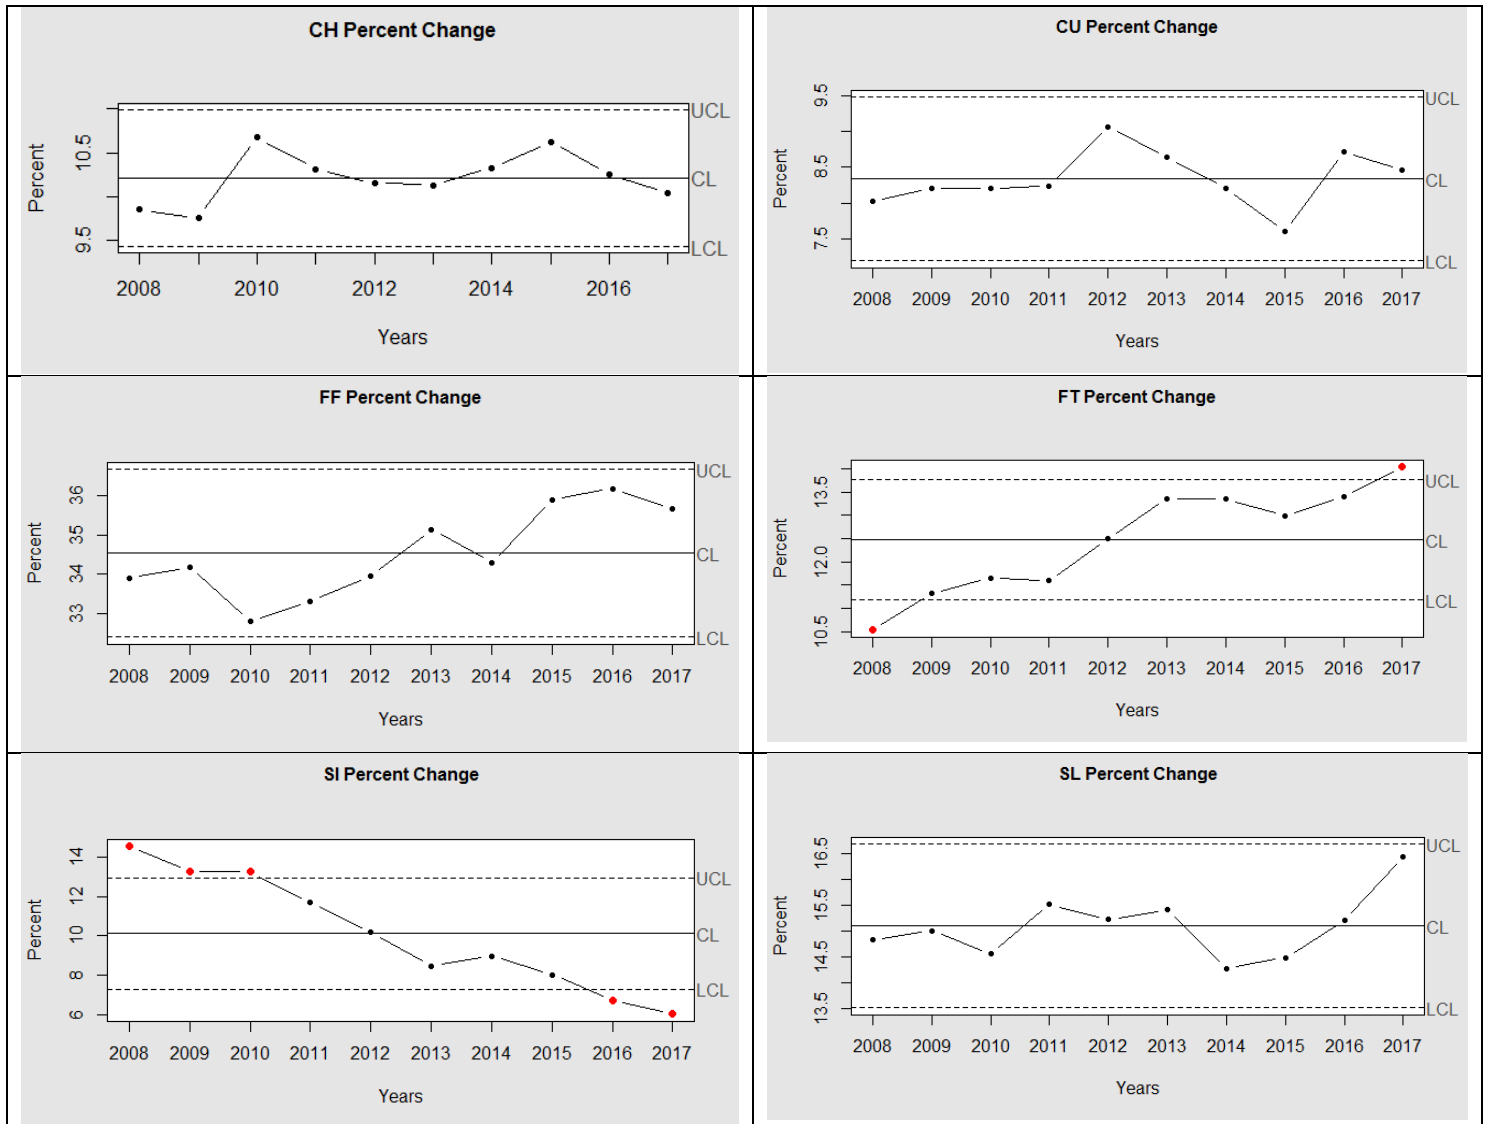 CH Percent Change
Percent
10.5
9.5
UCL
CL
LCL
2008 2010 2012 2014 2016
Years
CU Percent Change
Percent
9.5
8.5
7.5
UCL
CL
LCL
2008 2009 2010 2011 2012 2013 2014 2015 2016 2017
Years
FF Percent Change
Percent
36
35
34
33
UCL
CL
LCL
2008 2009 2010 2011 2012 2013 2014 2015 2016 2017
Years
FT Percent Change
Percent
13.5
12.0
10.5
UCL
CL
LCL
2008 2009 2010 2011 2012 2013 2014 2015 2016 2017
Years
SI Percent Change
Percent
14
12
10
8
6
UCL
CL
LCL
2008 2009 2010 2011 2012 2013 2014 2015 2016 2017
Years
SL Percent Change
Percent
16.5
15.5
14.5
13.5
UCL
CL
LCL
2008 2009 2010 2011 2012 2013 2014 2015 2016 2017
Years